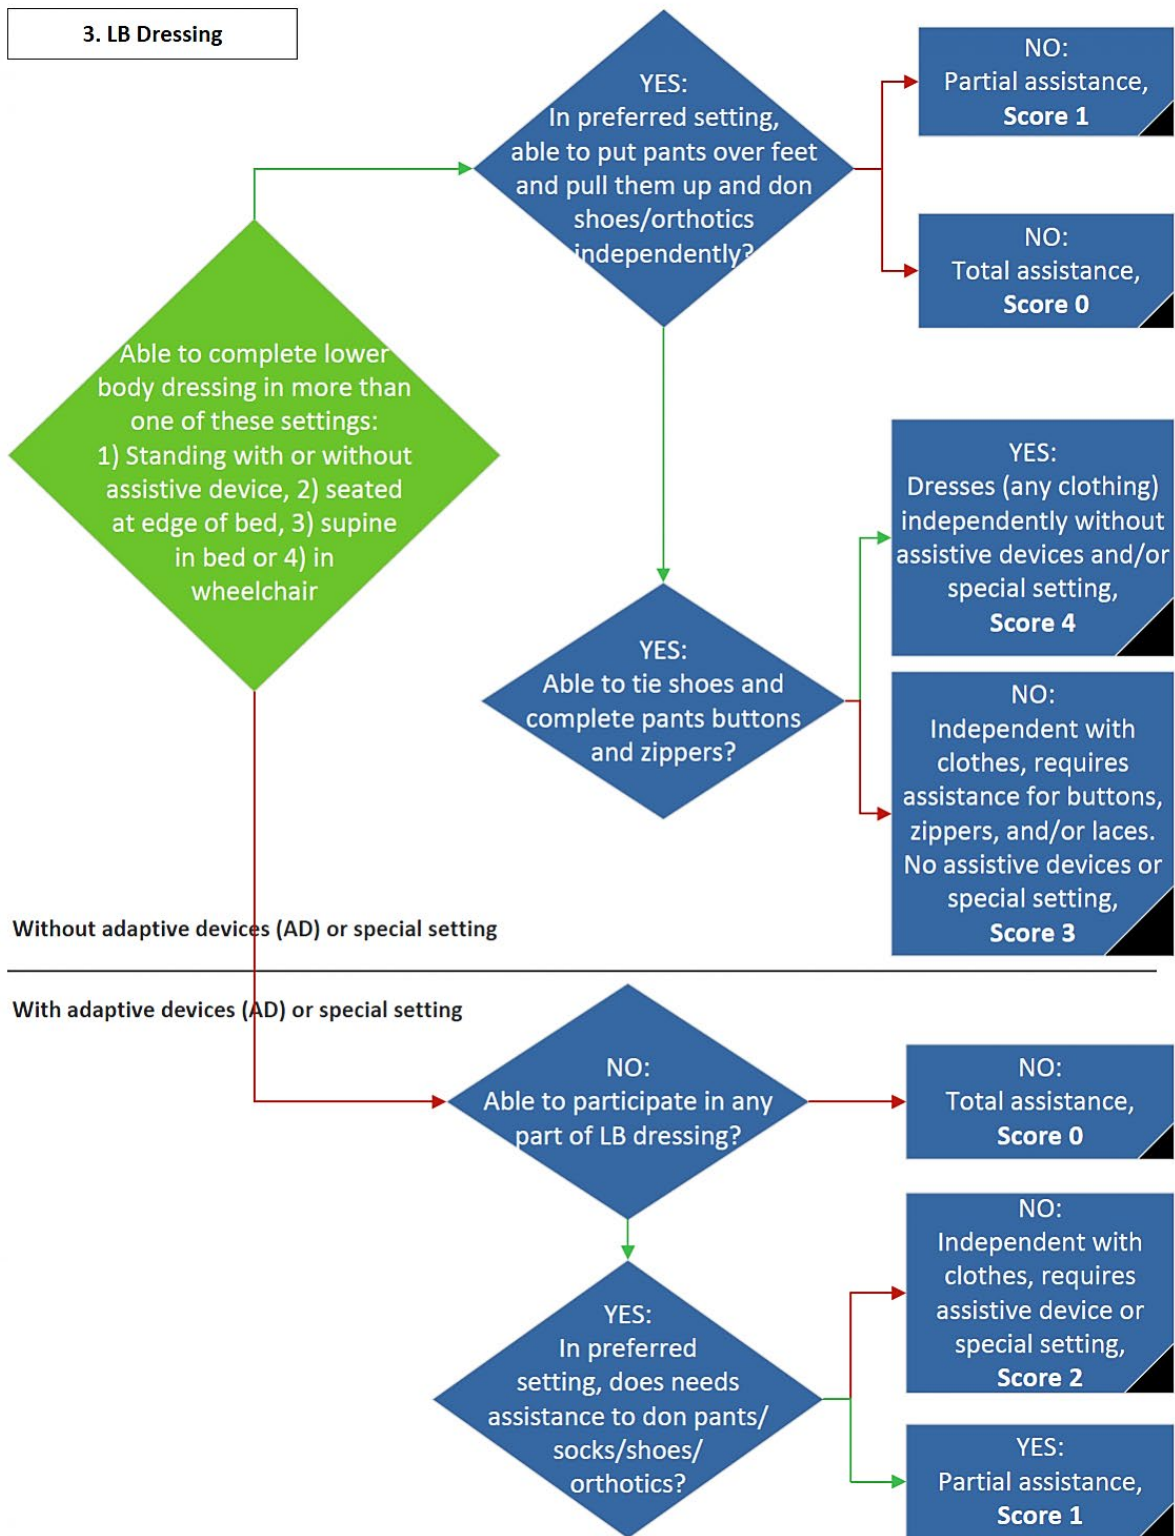 3. LB Dressing
YES:
In preferred setting,
able to put pants over feet
and pull them up and don
shoes/orthotics
independently?
NO:
Partial assistance,
Score 1
NO:
Total assistance,
Score 0
Able to complete lower
body dressing in more than
one of these settings:
1) Standing with or without
assistive device, 2) seated
at edge of bed, 3) supine
in bed or 4) in
wheelchair
YES:
Able to tie shoes and
complete pants buttons
and zippers?
YES:
Dresses (any clothing)
independently without
assistive devices and/or
special setting,
Score 4
NO:
Independent with
clothes, requires
assistance for buttons,
zippers, and/or laces.
No assistive devices or
special setting,
Score 3
Without adaptive devices (AD) or special setting
With adaptive devices (AD) or special setting
NO:
Able to participate in any
part of LB dressing?
NO:
Total assistance,
Score 0
YES:
In preferred
setting, does needs
assistance to don pants/
socks/shoes/
orthotics?
NO:
Independent with
clothes, requires
assistive device or
special setting,
Score 2
YES:
Partial assistance,
Score 1